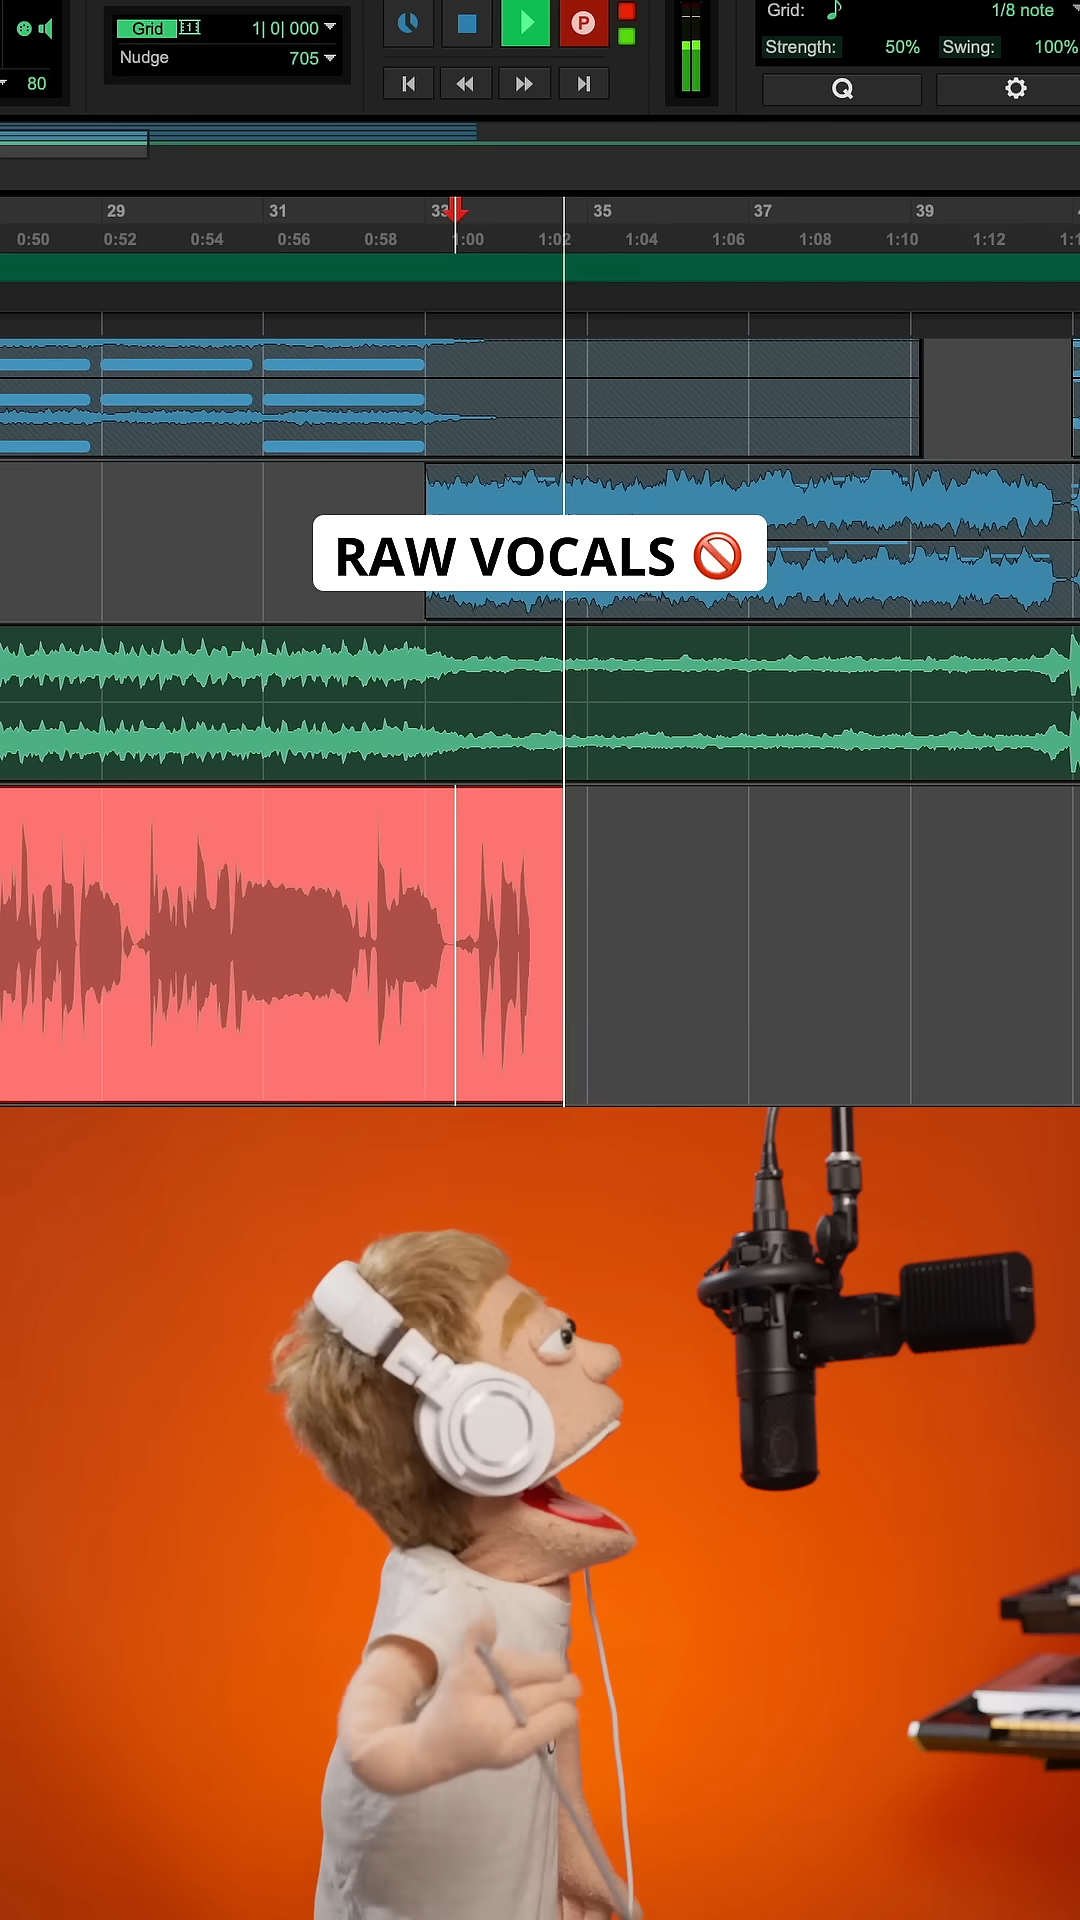 Grid
1| 0| 000
Nudge
705
80
P
Grid:
1/8 note
Strength:
50%
Swing:
100%
Q
29
31
33
35
37
39
0:50
0:52
0:54
0:56
0:58
1:00
1:02
1:04
1:06
1:08
1:10
1:12
RAW VOCALS 🚫